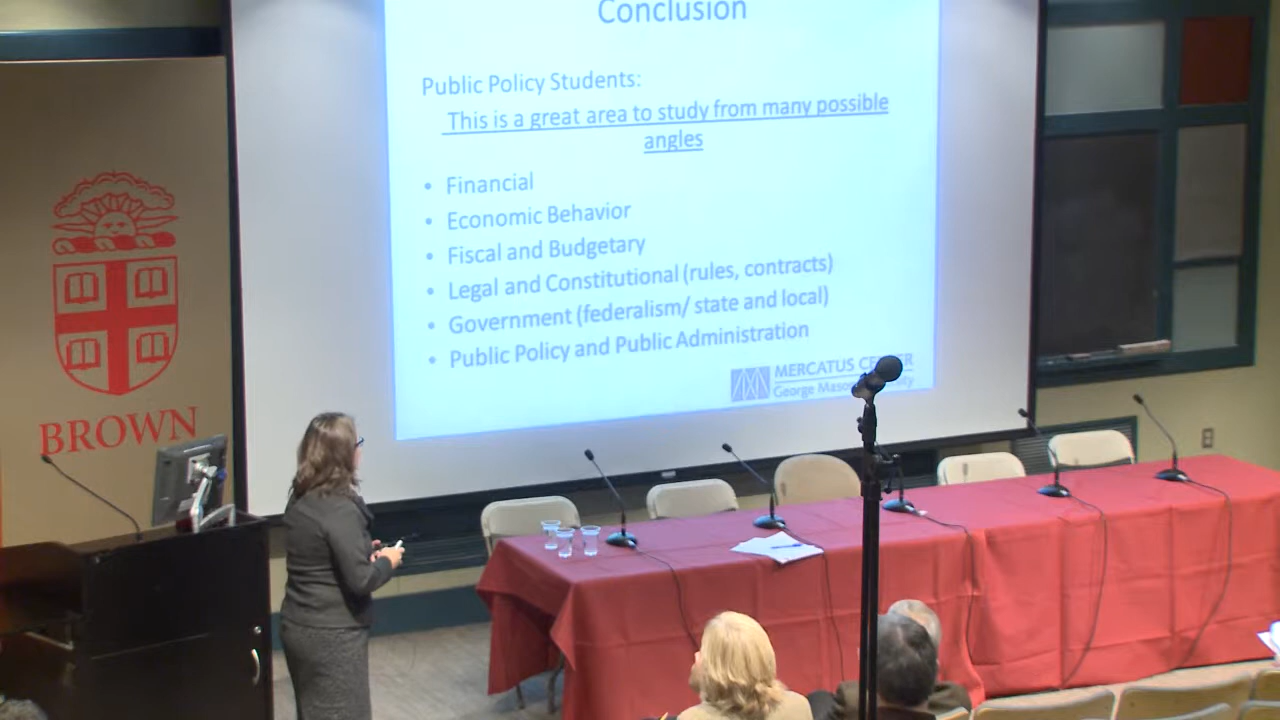 Conclusion
Public Policy Students:
This is a great area to study from many possible
angles
• Financial
• Economic Behavior
• Fiscal and Budgetary
• Legal and Constitutional (rules, contracts)
• Government (federalism/ state and local)
• Public Policy and Public Administration
MERCATUS
George
BROWN